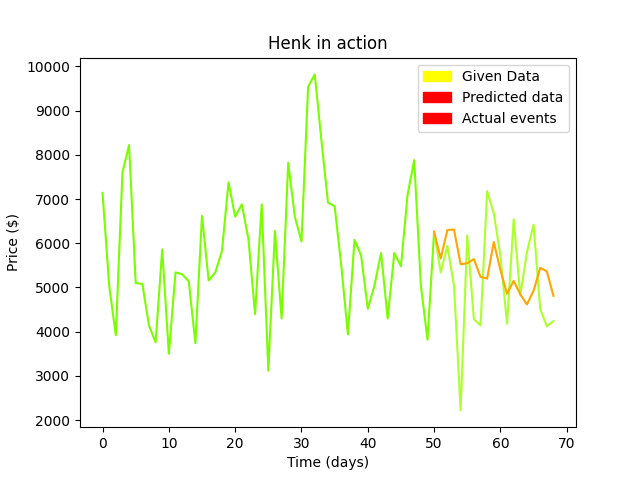 Henk in action
Given Data
Predicted data
Actual events
Price ($)
10000
9000
8000
7000
6000
5000
4000
3000
2000
0 10 20 30 40 50 60 70
Time (days)